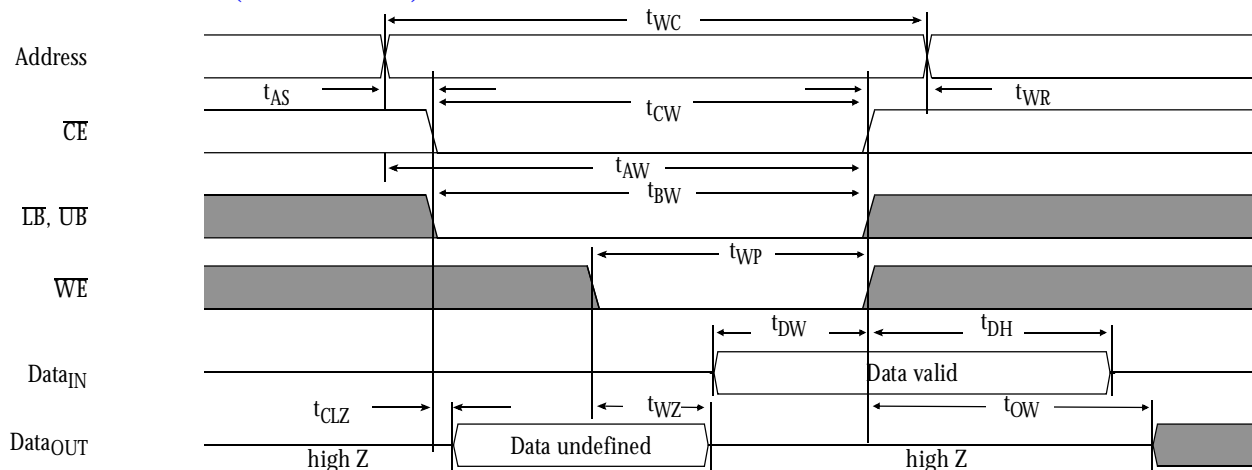 tWC
Address
tAS
tCW
tWR
CE
tAW
tBW
LB, UB
tWP
WE
tDW
tDH
DataIN
Data valid
tCLZ
tWZ
tOW
DataOUT
high Z
Data undefined
high Z